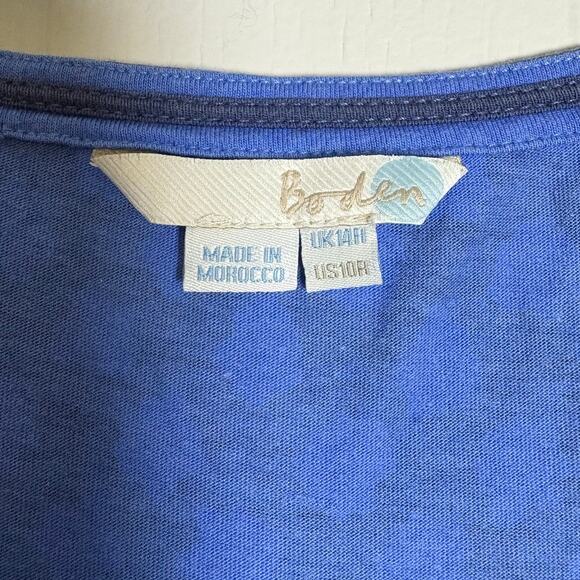 Boden
MADE IN
MOROCCO
UK14R
US10R